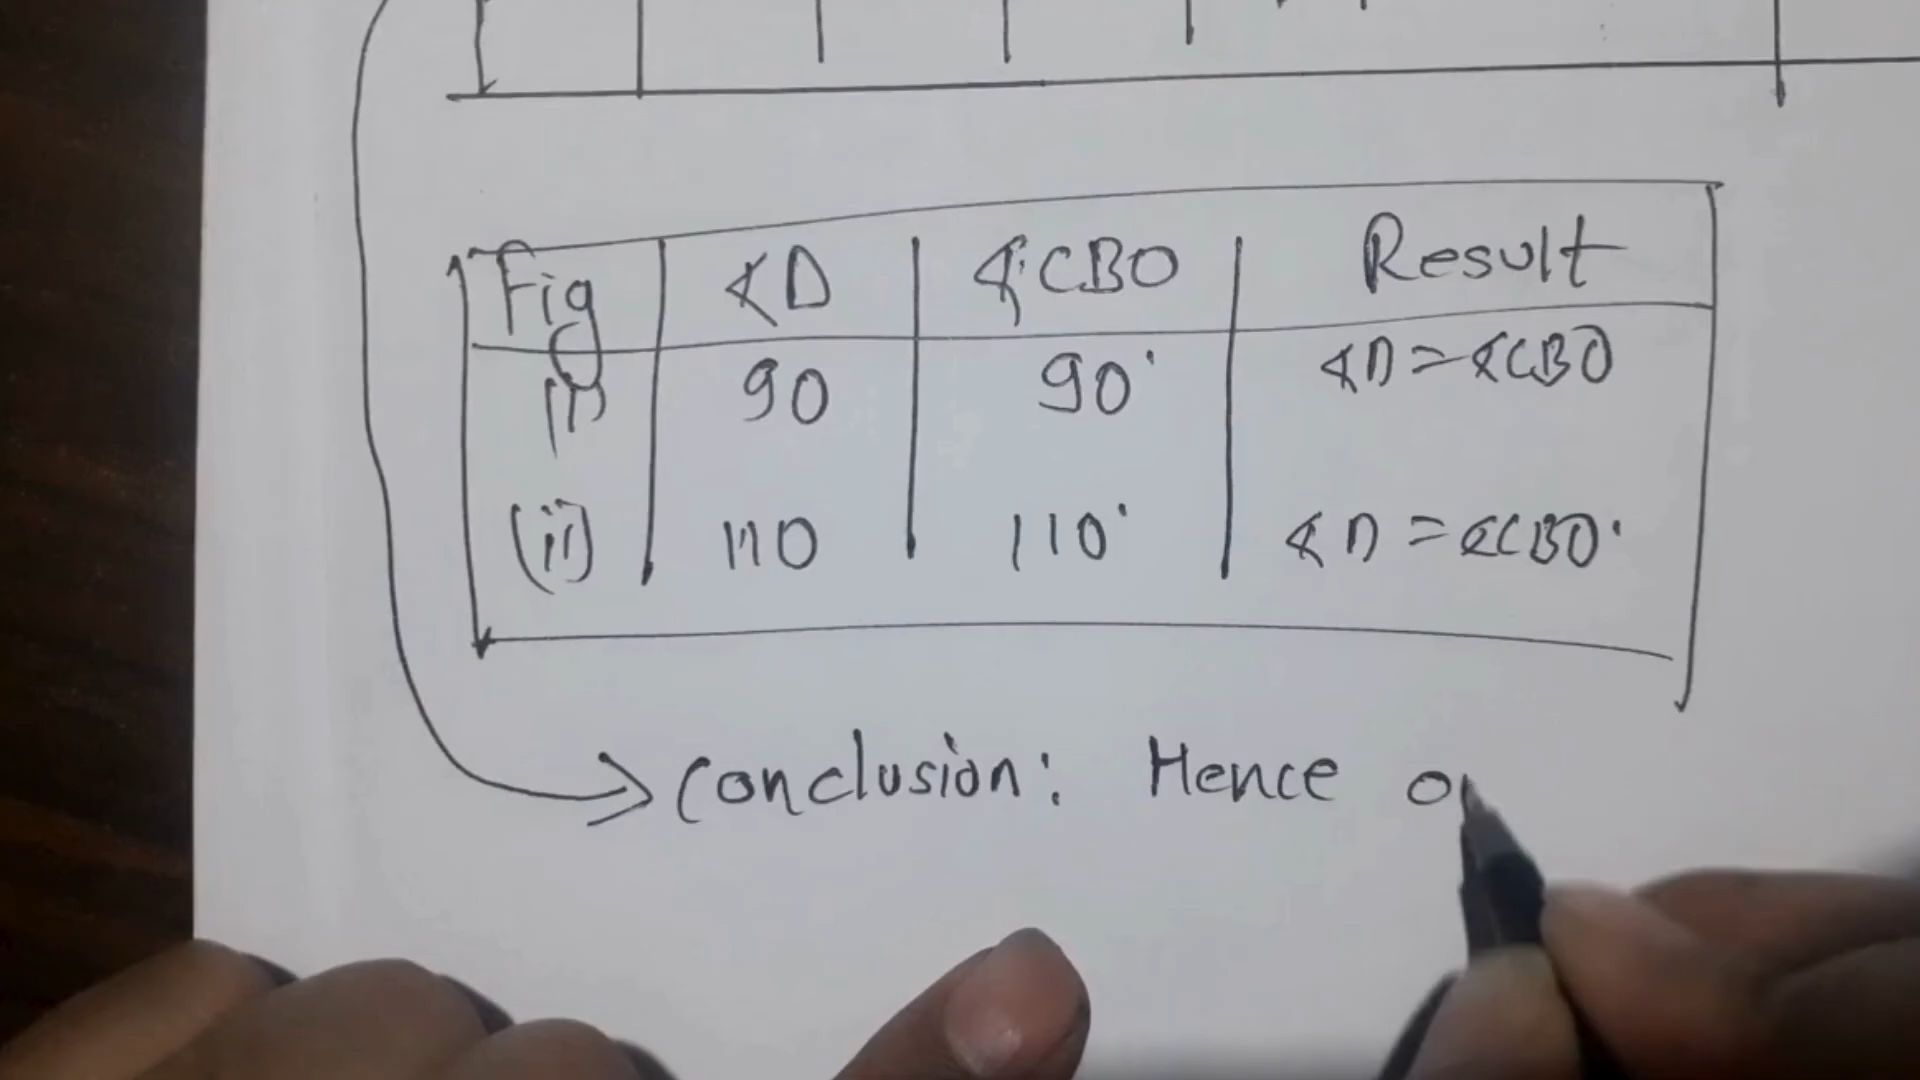 Fig ∡D ∡CBO Result
(i) 90 90° ∡D = ∡CBO
(ii) 110 110° ∡D = ∡CBO.
Conclusion: Hence